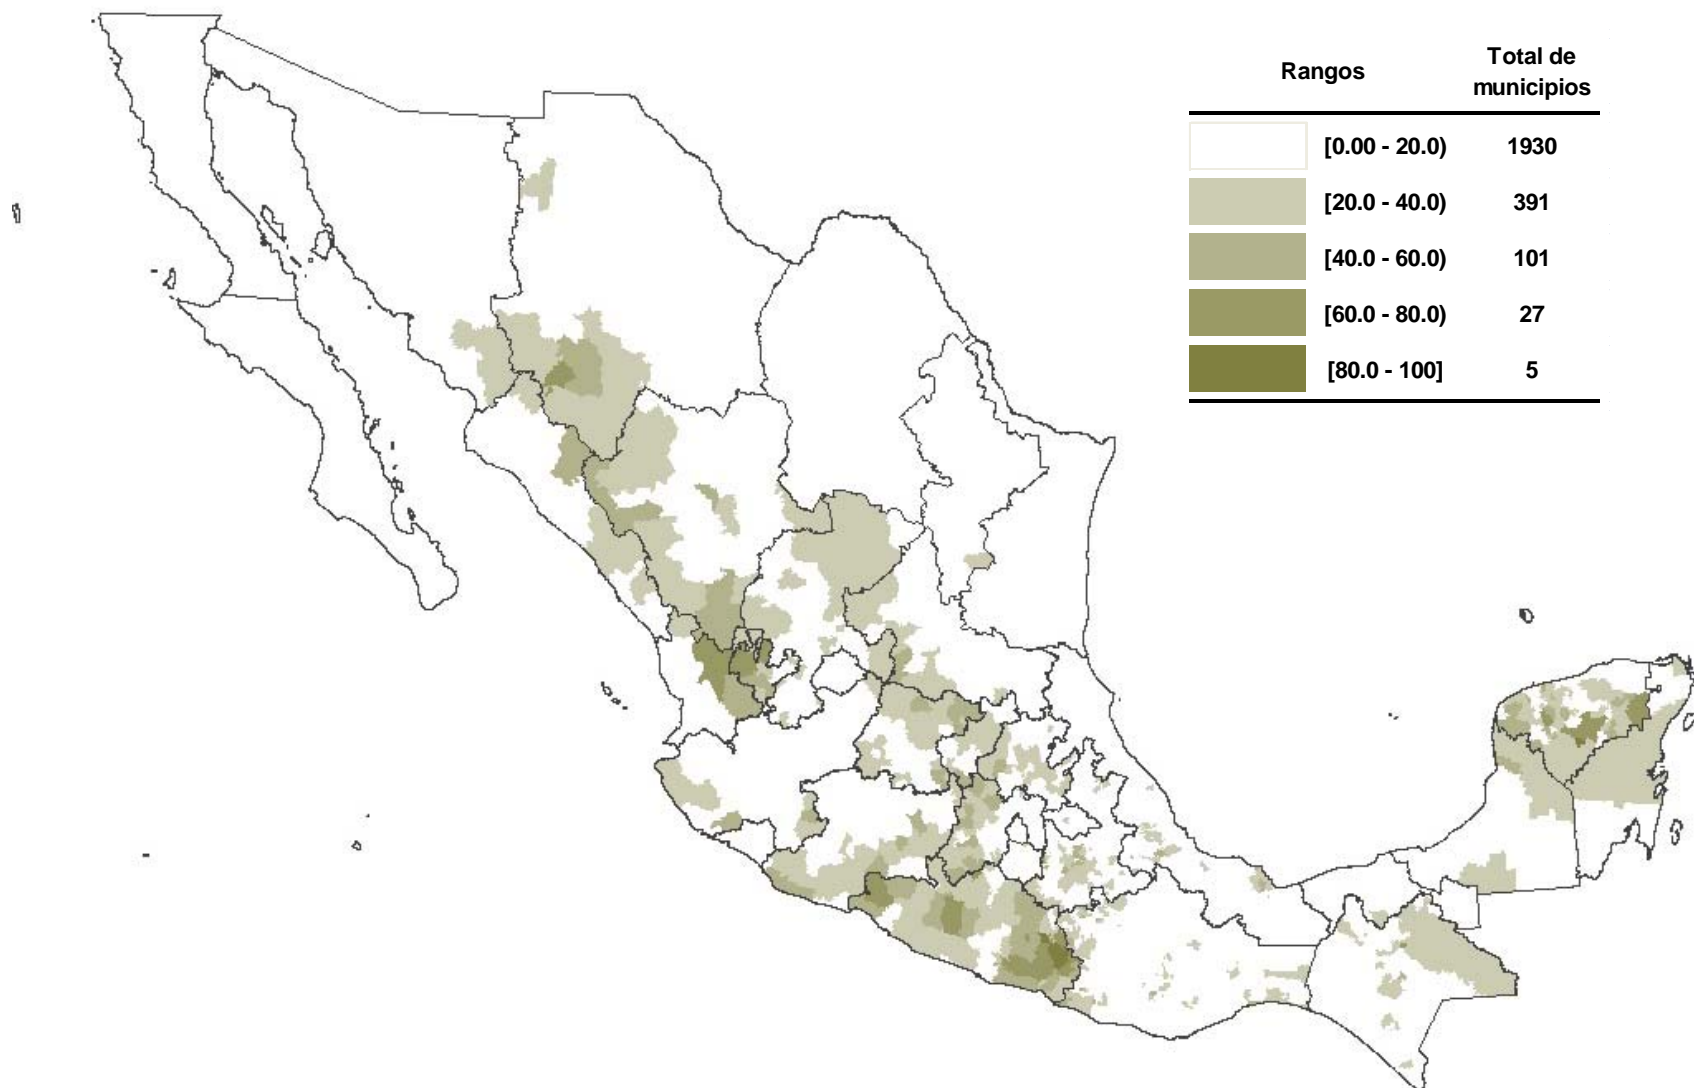 Rangos Total de municipios
[0.00 - 20.0) 1930
[20.0 - 40.0) 391
[40.0 - 60.0) 101
[60.0 - 80.0) 27
[80.0 - 100] 5